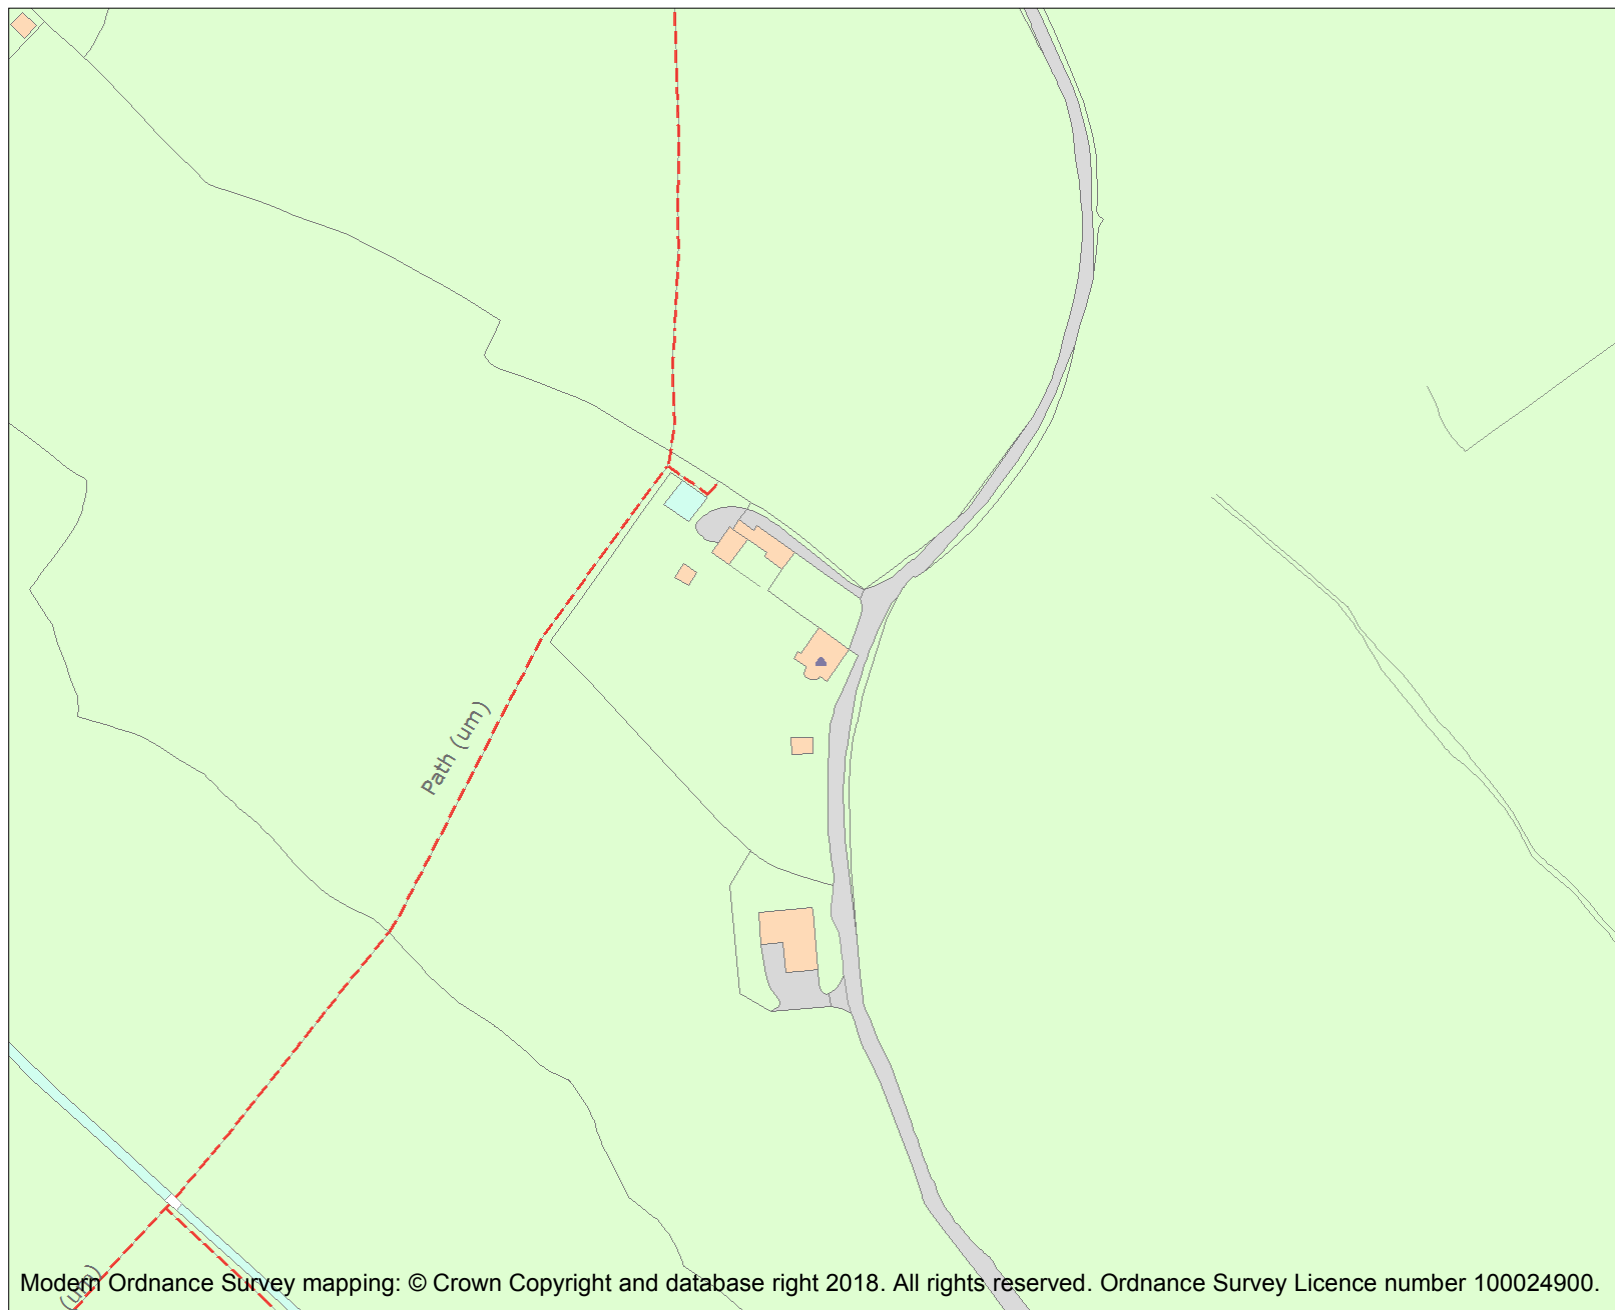 Path (um)
(um)
Modern Ordnance Survey mapping: © Crown Copyright and database right 2018. All rights reserved. Ordnance Survey Licence number 100024900.